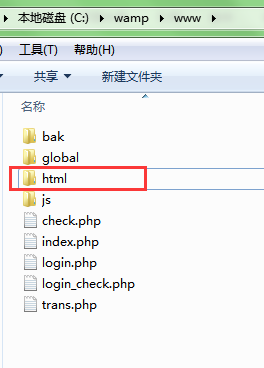 本地磁盘 (C:) ▸ wamp ▸ www ▸
工具(T) 帮助(H)
共享 ▾ 新建文件夹
名称
bak
global
html
js
check.php
index.php
login.php
login_check.php
trans.php